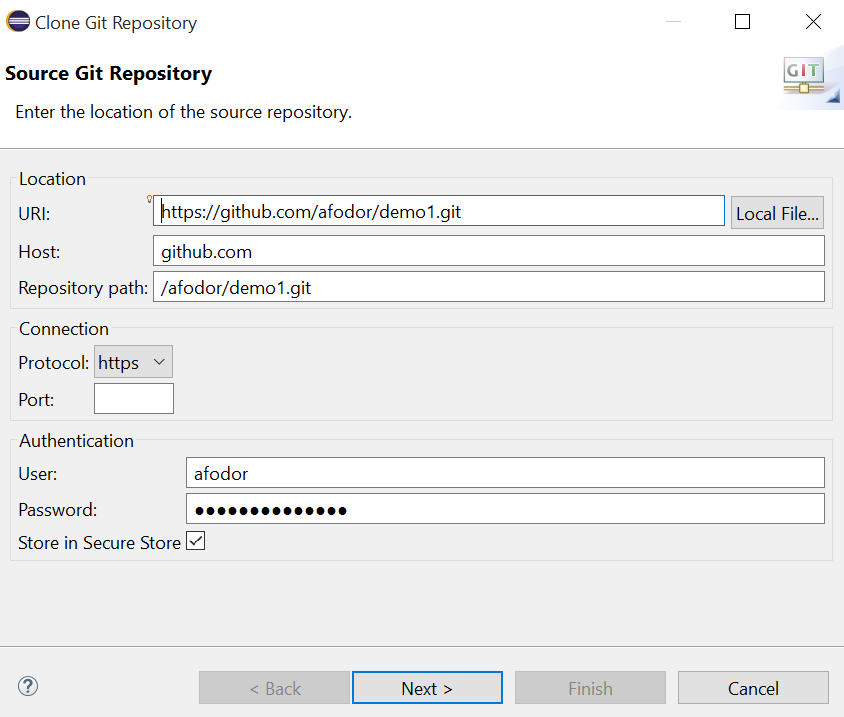 Clone Git Repository
Source Git Repository
GIT
Enter the location of the source repository.
Location
URI: https://github.com/afodor/demo1.git Local File...
Host: github.com
Repository path: /afodor/demo1.git
Connection
Protocol: https
Port:
Authentication
User: afodor
Password: ●●●●●●●●●●●●●●
Store in Secure Store
? < Back Next > Finish Cancel